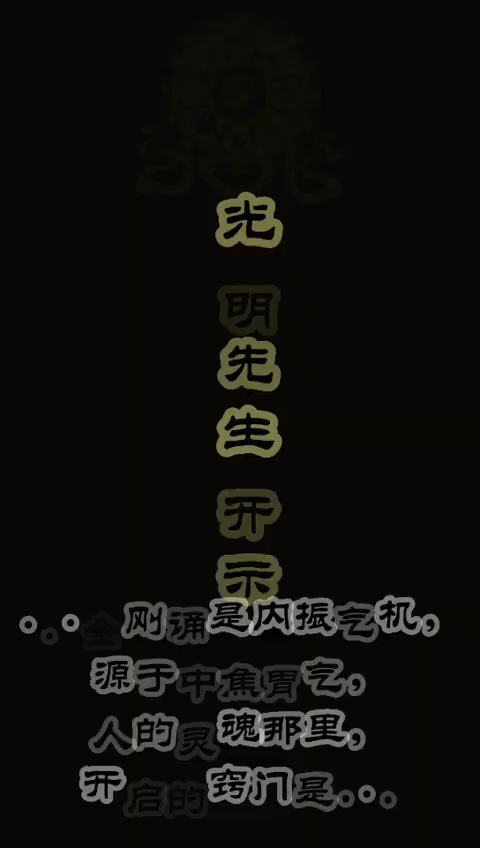 光明先生开示
。。。金刚诵是内振气机，
源于中焦胃气，
人的灵魂那里，
开启的窍门是。。。